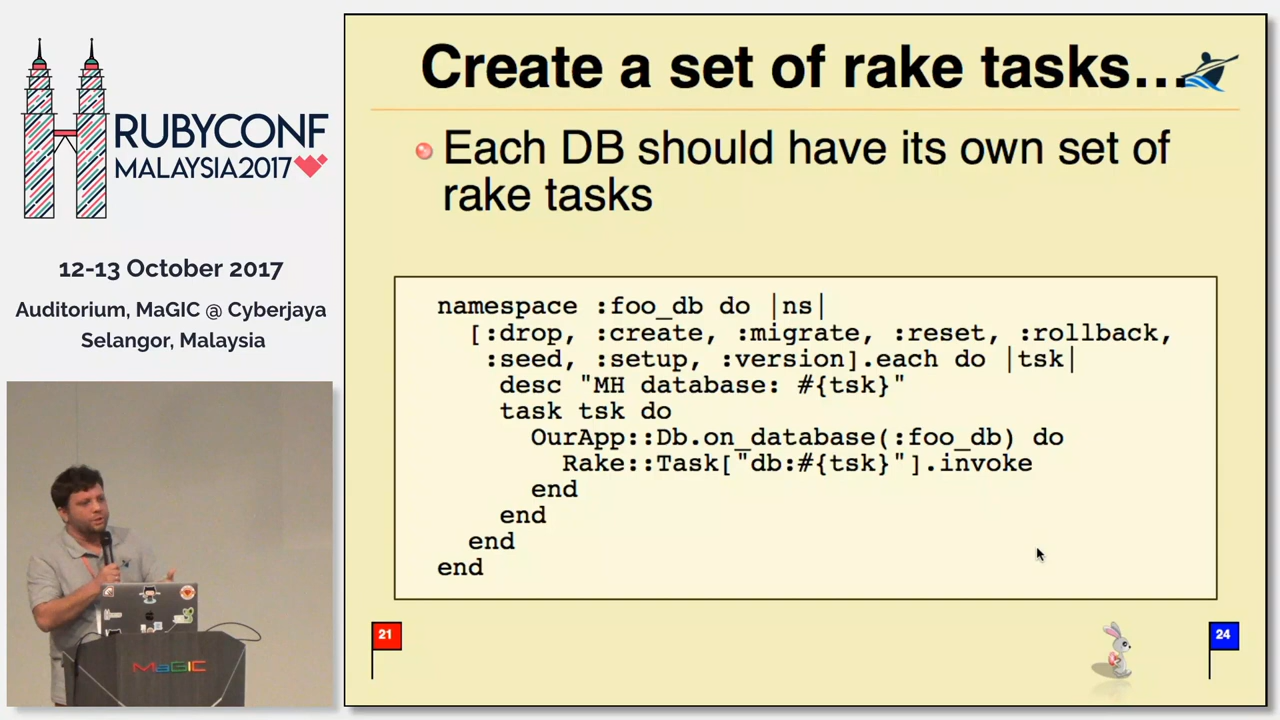 RUBYCONF
MALAYSIA2017
12-13 October 2017
Auditorium, MaGIC @ Cyberjaya
Selangor, Malaysia
MaGIC
Create a set of rake tasks...
Each DB should have its own set of
rake tasks
namespace :foo_db do |ns|
  [:drop, :create, :migrate, :reset, :rollback,
   :seed, :setup, :version].each do |tsk|
    desc "MH database: #{tsk}"
    task tsk do
      OurApp::Db.on_database(:foo_db) do
        Rake::Task["db:#{tsk}"].invoke
      end
    end
  end
end
21
24